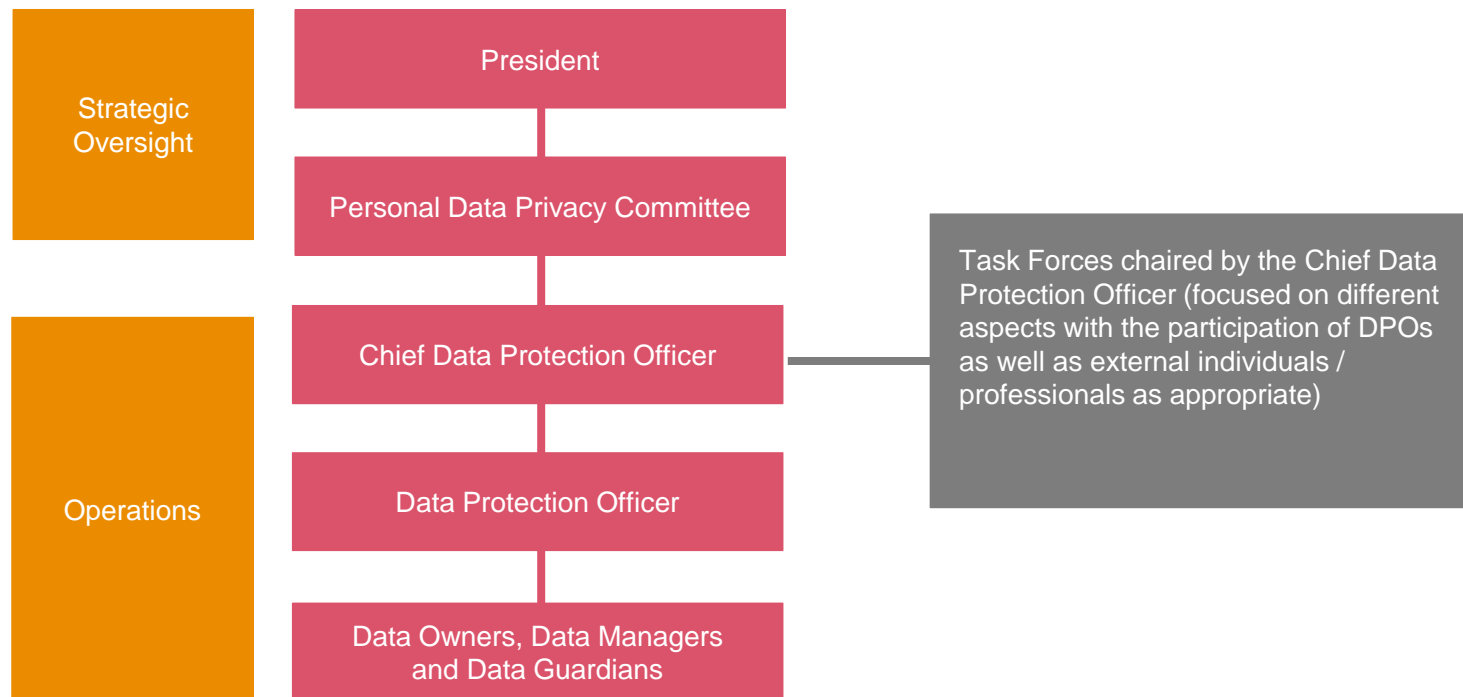 Strategic
Oversight
President
Personal Data Privacy Committee
Operations
Chief Data Protection Officer
Data Protection Officer
Data Owners, Data Managers
and Data Guardians
Task Forces chaired by the Chief Data
Protection Officer (focused on different
aspects with the participation of DPOs
as well as external individuals /
professionals as appropriate)